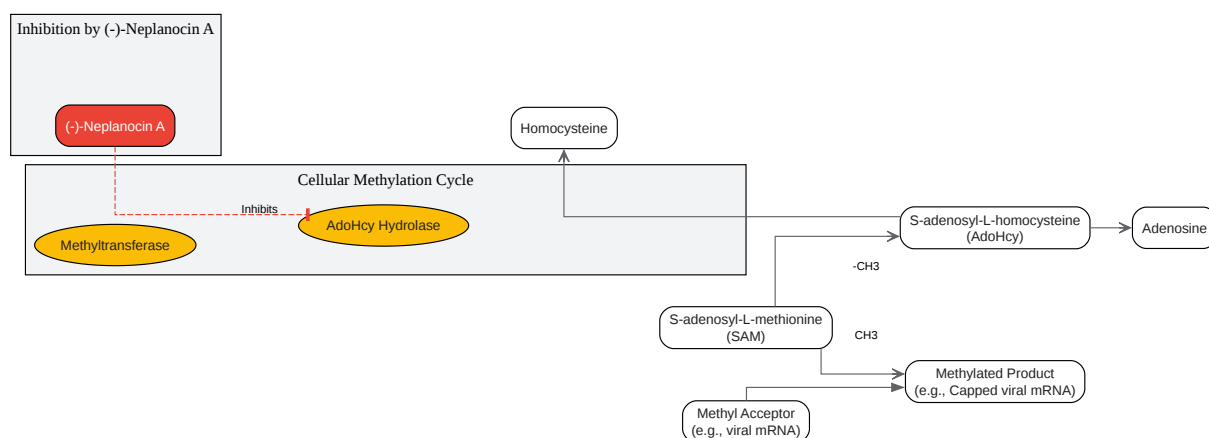 Inhibition by (-)-Neplanocin A
(-)-Neplanocin A
Homocysteine
Cellular Methylation Cycle
Inhibits
AdoHcy Hydrolase
Methyltransferase
S-adenosyl-L-homocysteine
(AdoHcy)
Adenosine
-CH3
S-adenosyl-L-methionine
(SAM)
CH3
Methylated Product
(e.g., Capped viral mRNA)
Methyl Acceptor
(e.g., viral mRNA)